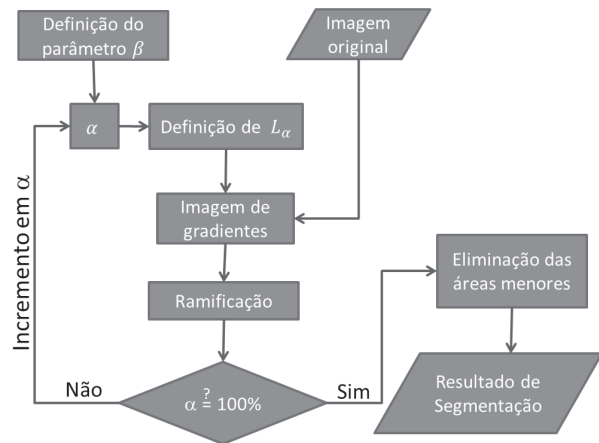 Definição do
parâmetro β
Imagem
original
α
Definição de Lα
Imagem de
gradientes
Incremento em α
Ramificação
Eliminação das
áreas menores
Não
α ≟ 100%
Sim
Resultado de
Segmentação